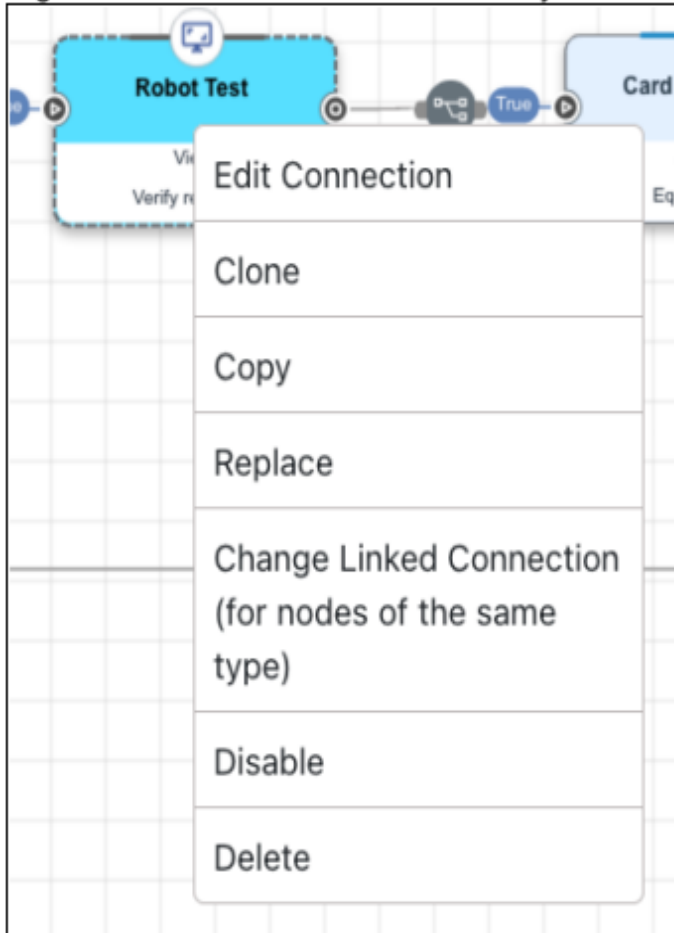 Robot Test
True
Card
Verify
Edit Connection
Clone
Copy
Replace
Change Linked Connection
(for nodes of the same
type)
Disable
Delete